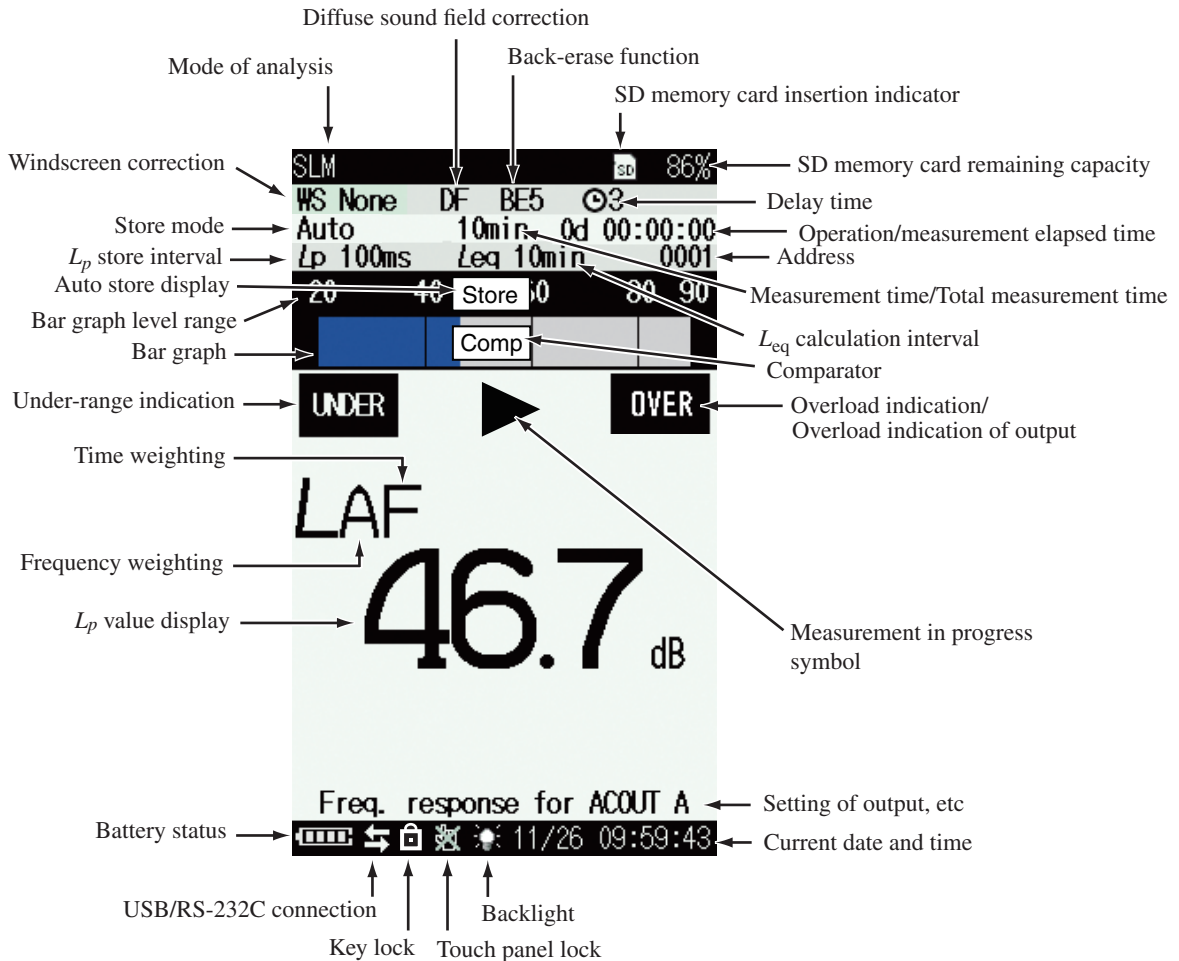 Diffuse sound field correction
Back-erase function
Mode of analysis
SD memory card insertion indicator
Windscreen correction
SLM SD 86%
SD memory card remaining capacity
WS None DF BE5 3
Delay time
Store mode
Auto 10min 0d 00:00:00
Operation/measurement elapsed time
Lp store interval
Lp 100ms Leq 10min 0001
Address
Auto store display
20 40 Store 60 80 90
Measurement time/Total measurement time
Bar graph level range
Leq calculation interval
Bar graph
Comp
Comparator
Under-range indication
UNDER OVER
Overload indication/
Overload indication of output
Time weighting
LAF
Frequency weighting
46.7 dB
Lp value display
Measurement in progress
symbol
Freq. response for ACOUT A
Setting of output, etc
Battery status
11/26 09:59:43
Current date and time
USB/RS-232C connection
Backlight
Key lock
Touch panel lock